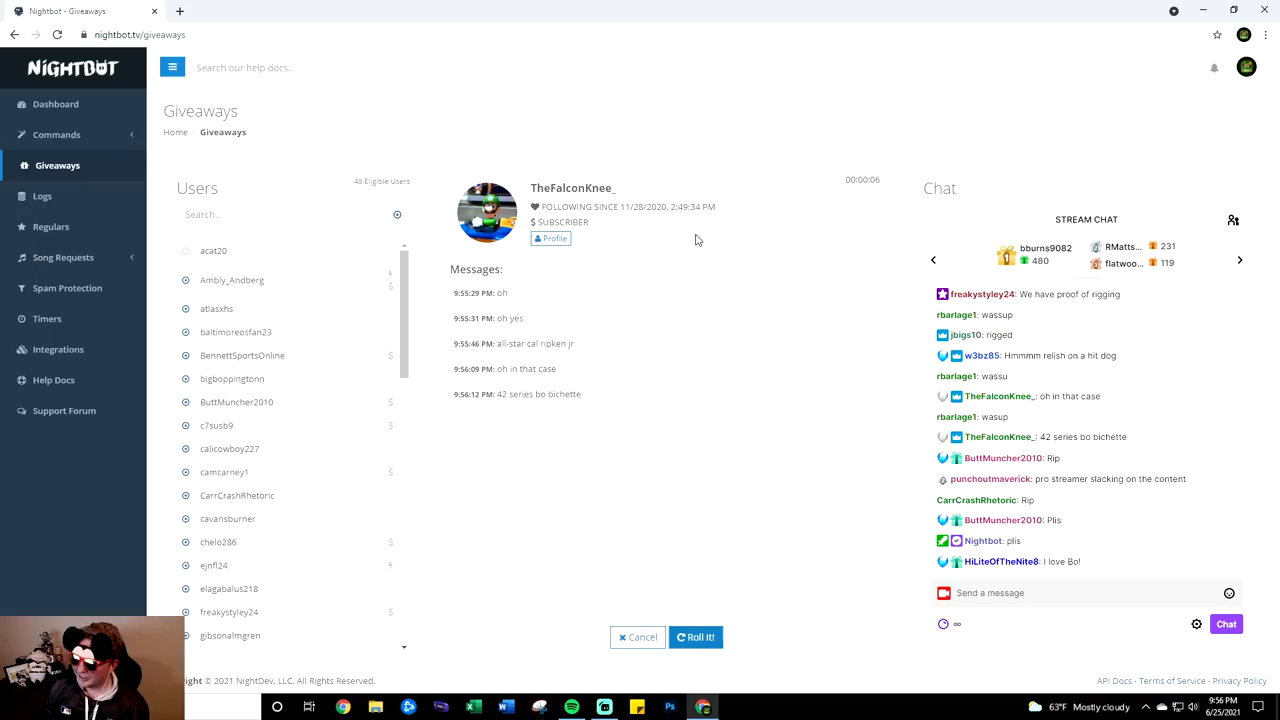 Nightbot - Giveaways
nightbot.tv/giveaways
NIGHTBOT
Search our help docs..
Dashboard
Commands
Giveaways
Logs
Regulars
Song Requests
Spam Protection
Timers
Integrations
Help Docs
Support Forum
Giveaways
Home Giveaways
Users
48 Eligible Users
Search..
acat20
Ambly_Andberg
$
atlasxhs
baltimoreosfan23
BennettSportsOnline $
bigboppingtonn
ButtMuncher2010 $
c7susb9 $
calicowboy227
camcarney1 $
CarrCrashRhetoric
cavansburner
chelo286 $
ejnfl24
elagabalus218
freakystyley24 $
gibsonalmgren
TheFalconKnee_
00:00:06
FOLLOWING SINCE 11/28/2020, 2:49:34 PM
$ SUBSCRIBER
Profile
Messages:
9:55:29 PM: oh
9:55:31 PM: oh yes
9:55:46 PM: all-star cal ripken jr
9:56:09 PM: oh in that case
9:56:12 PM: 42 series bo bichette
Cancel
Roll It!
Chat
STREAM CHAT
bburns9082
480
RMatts... 231
flatwoo... 119
freakystyley24: We have proof of rigging
rbarlage1: wassup
jbigs10: rigged
w3bz85: Hmmmm relish on a hit dog
rbarlage1: wassu
TheFalconKnee_: oh in that case
rbarlage1: wasup
TheFalconKnee_: 42 series bo bichette
ButtMuncher2010: Rip
punchoutmaverick: pro streamer slacking on the content
CarrCrashRhetoric: Rip
ButtMuncher2010: Plis
Nightbot: plis
HiLiteOfTheNite8: I love Bo!
Send a message
∞
Chat
© 2021 NightDev, LLC. All Rights Reserved.
API Docs · Terms of Service · Privacy Policy
63°F Mostly cloudy
9:56 PM
6/25/2021